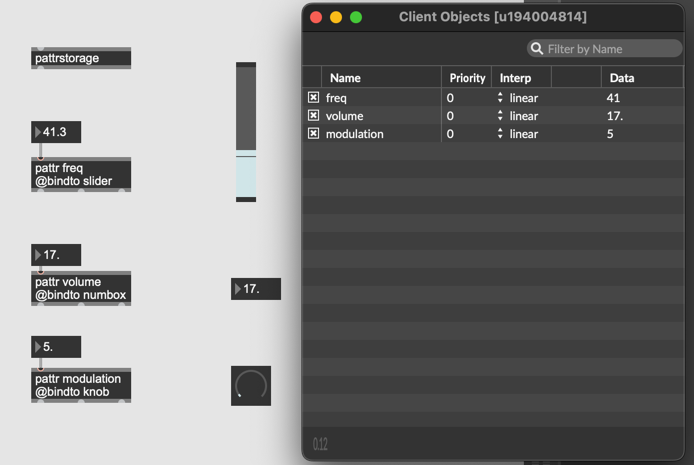 pattrstorage
41.3
pattr freq
@bindto slider
17.
pattr volume
@bindto numbox
17.
5.
pattr modulation
@bindto knob
Client Objects [u194004814]
Filter by Name
Name Priority Interp Data
freq 0 linear 41
volume 0 linear 17.
modulation 0 linear 5
0.12